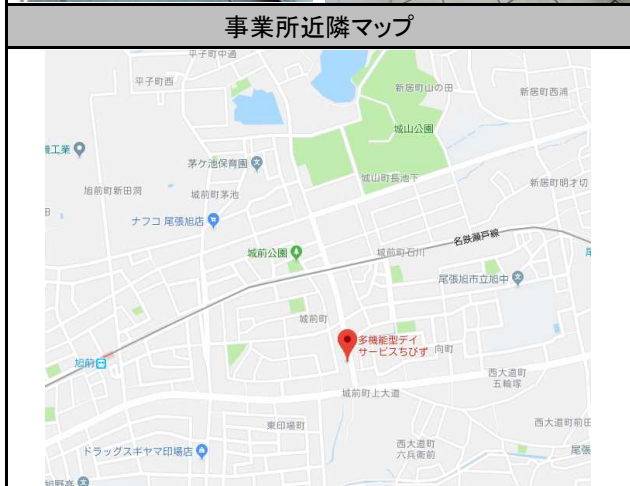 事業所近隣マップ
平子町中通
平子町西
新居町山の田
新居町西浦
城山公園
茅ケ池保育園
城山町長池下
旭前町新田洞
城前町茅池
新居町明才切
ナフコ 尾張旭店
名鉄瀬戸線
城前公園
城前町石川
尾張旭市立旭中
城前町
多機能型デイ
サービスちびず
向町
旭前
西大道町
五輪塚
城前町上大道
東印場町
西大道町前田
西大道町
六兵衛前
ドラッグスギヤマ印場店
尾張